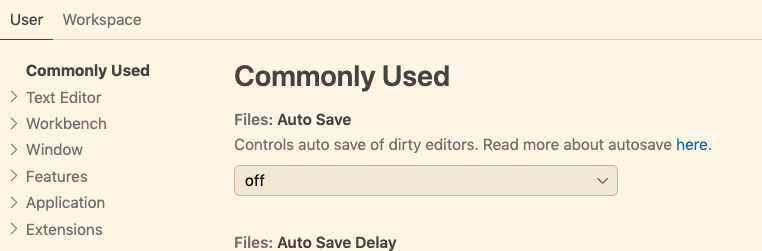 User Workspace
Commonly Used
Text Editor
Workbench
Window
Features
Application
Extensions
Commonly Used
Files: Auto Save
Controls auto save of dirty editors. Read more about autosave here.
off
Files: Auto Save Delay